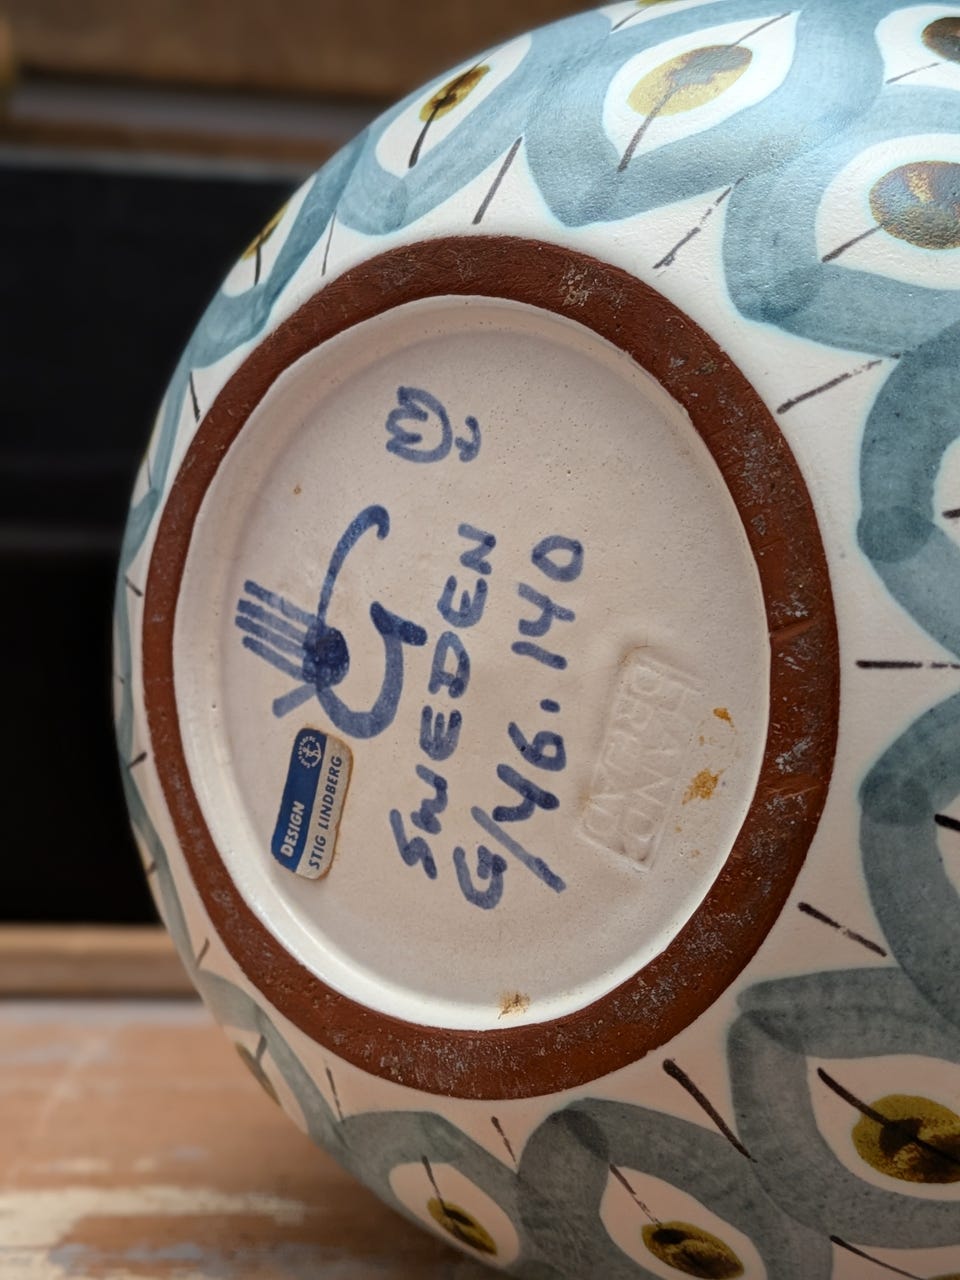 SWEDEN
G/46.140
HAND
DREJAD
DESIGN
STIG LINDBERG